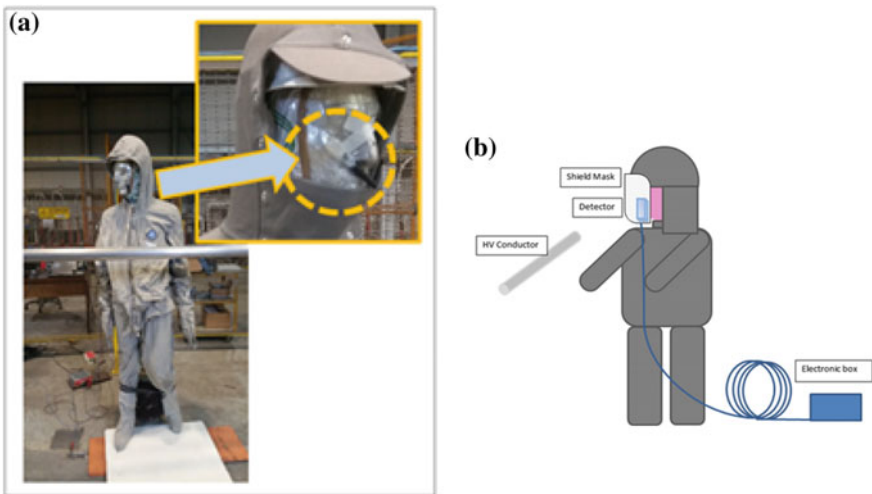 (a)
(b)
Shield Mask
Detector
HV Conductor
Electronic box